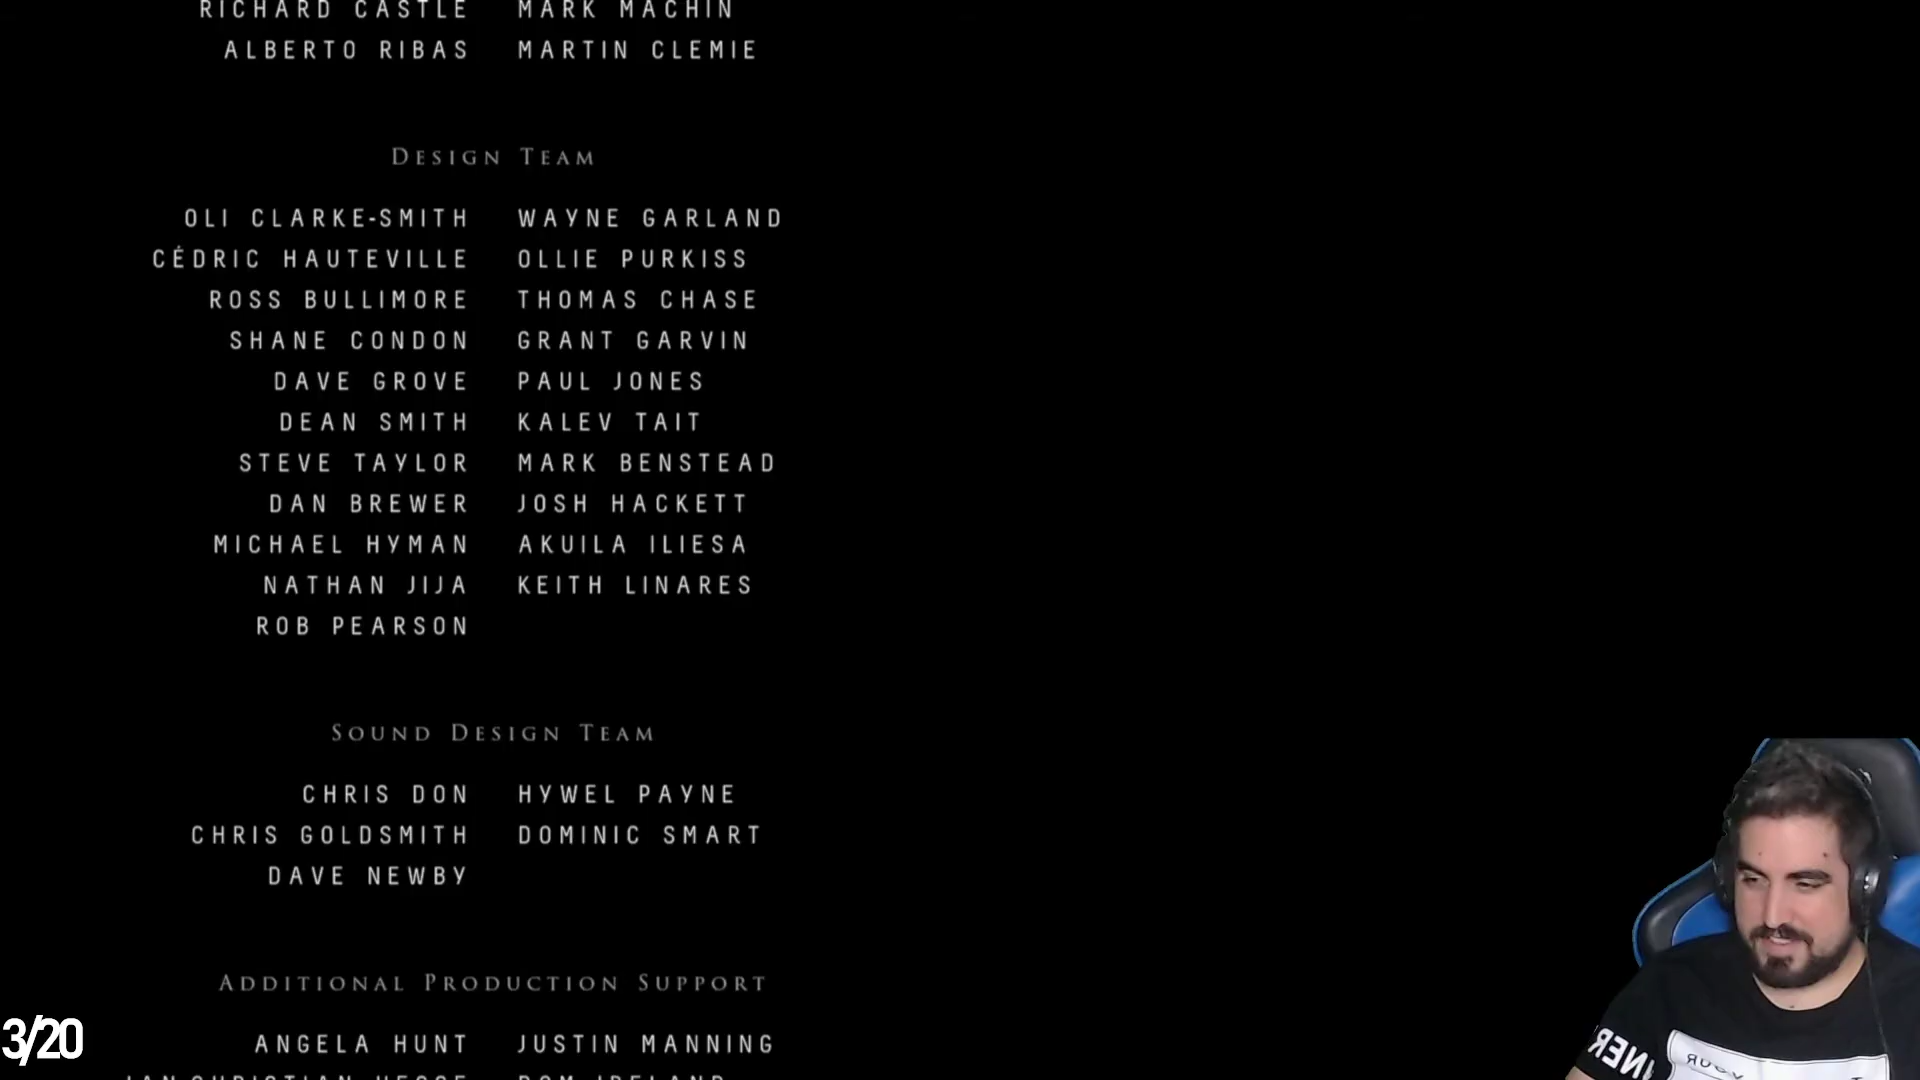 RICHARD CASTLE MARK MACHIN
ALBERTO RIBAS MARTIN CLEMIE
DESIGN TEAM
OLI CLARKE-SMITH WAYNE GARLAND
CÉDRIC HAUTEVILLE OLLIE PURKISS
ROSS BULLIMORE THOMAS CHASE
SHANE CONDON GRANT GARVIN
DAVE GROVE PAUL JONES
DEAN SMITH KALEV TAIT
STEVE TAYLOR MARK BENSTEAD
DAN BREWER JOSH HACKETT
MICHAEL HYMAN AKUILA ILIESA
NATHAN JIJA KEITH LINARES
ROB PEARSON
SOUND DESIGN TEAM
CHRIS DON HYWEL PAYNE
CHRIS GOLDSMITH DOMINIC SMART
DAVE NEWBY
ADDITIONAL PRODUCTION SUPPORT
3/20
ANGELA HUNT JUSTIN MANNING
YOUR